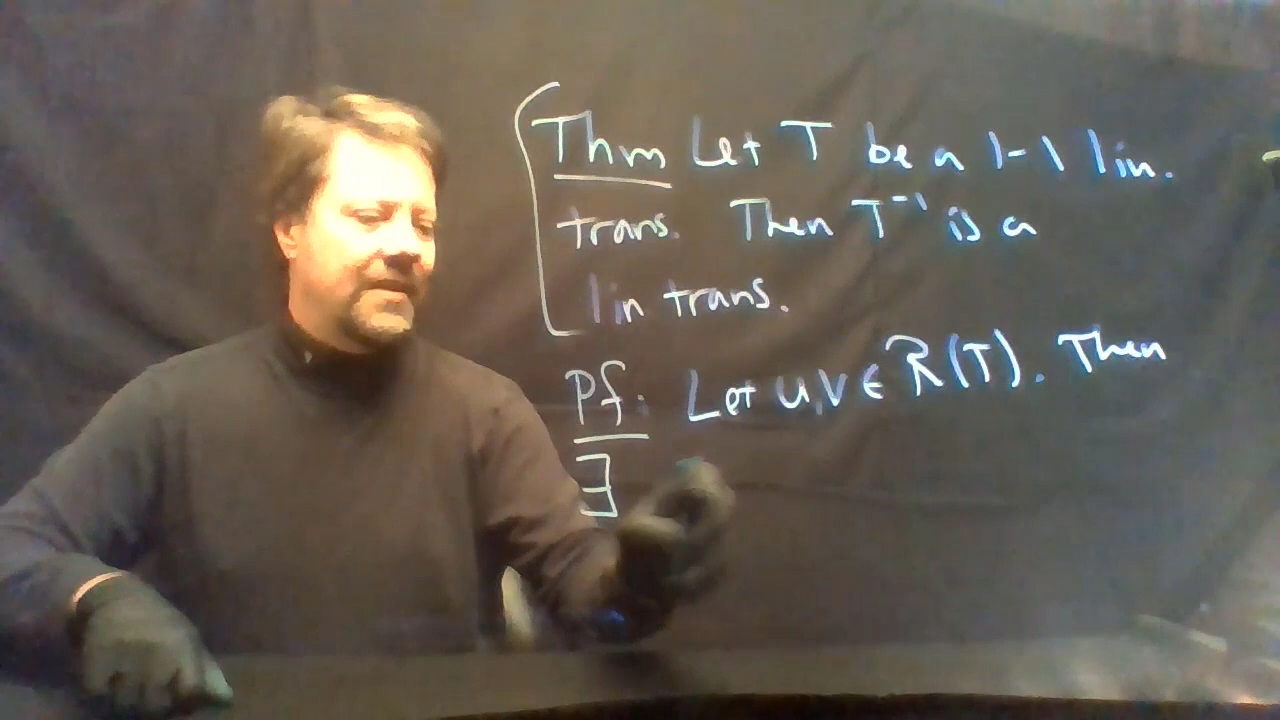 Thm Let T be a 1-1 lin.
trans. Then T⁻¹ is a
lin trans.
Pf: Let u,v ∈ R(T). Then
∃